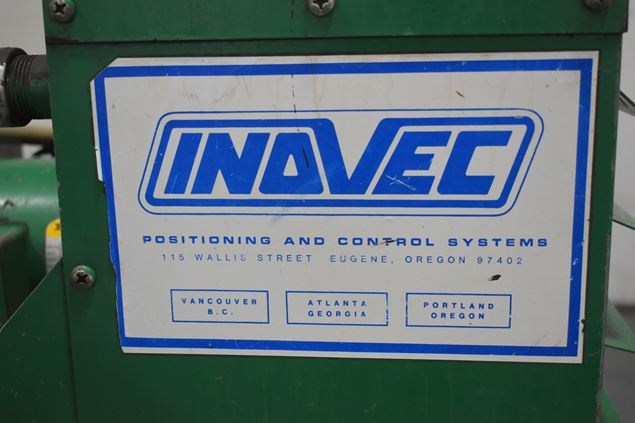 INOVEC
POSITIONING AND CONTROL SYSTEMS
115 WALLIS STREET EUGENE, OREGON 97402
VANCOUVER
B.C.
ATLANTA
GEORGIA
PORTLAND
OREGON